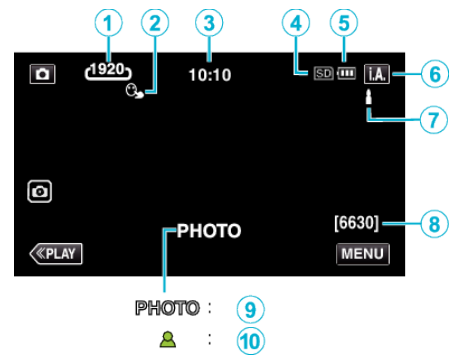 1 2 3 4 5
1920 10:10 SD i.A. 6
7
[6630] 8
PHOTO
≪PLAY MENU
PHOTO : 9
: 10